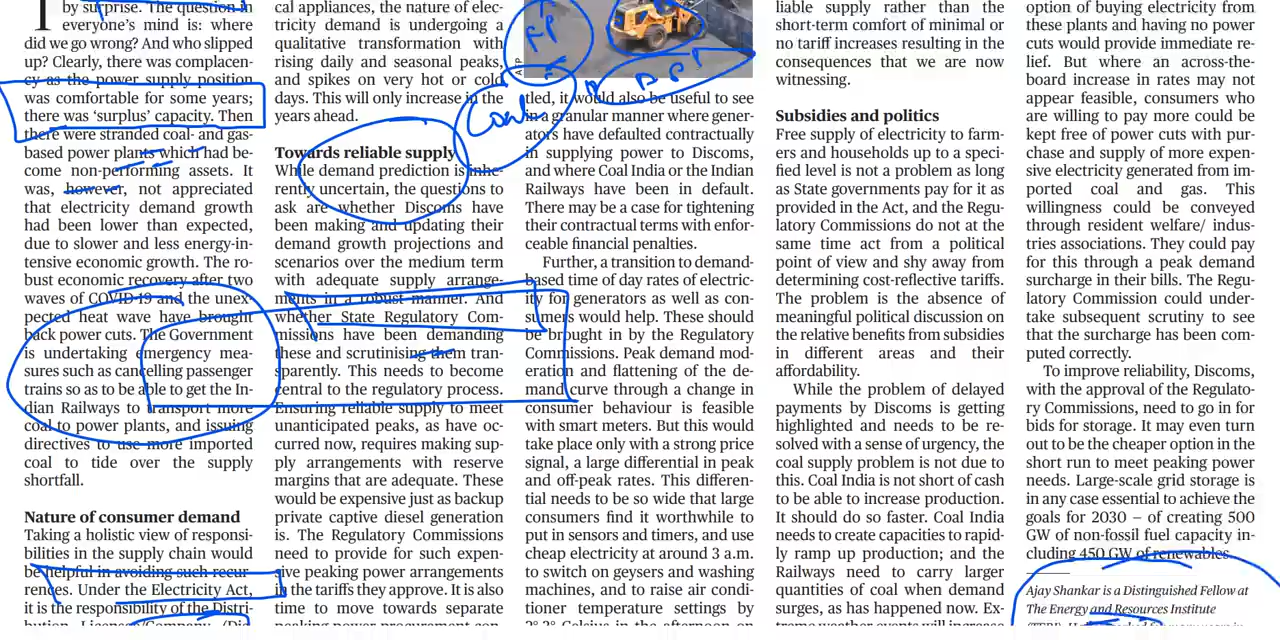 by surprise. The question in
everyone's mind is: where
did we go wrong? And who slipped
up? Clearly, there was complacen-
cy as the power supply position
was comfortable for some years;
there was 'surplus' capacity. Then
there were stranded coal- and gas-
based power plants which had be-
come non-performing assets. It
was, however, not appreciated
that electricity demand growth
had been lower than expected,
due to slower and less energy-in-
tensive economic growth. The ro-
bust economic recovery after two
waves of COVID-19 and the unex-
pected heat wave have brought
back power cuts. The Government
is undertaking emergency mea-
sures such as cancelling passenger
trains so as to be able to get the In-
dian Railways to transport more
coal to power plants, and issuing
directives to use more imported
coal to tide over the supply
shortfall.
Nature of consumer demand
Taking a holistic view of responsi-
bilities in the supply chain would
be helpful in avoiding such recur-
rences. Under the Electricity Act,
it is the responsibility of the Distri-
bution Licensee/Company (Dis-
cal appliances, the nature of elec-
tricity demand is undergoing a
qualitative transformation with
rising daily and seasonal peaks,
and spikes on very hot or cold
days. This will only increase in the
years ahead.
Towards reliable supply
While demand prediction is inhe-
rently uncertain, the questions to
ask are whether Discoms have
been making and updating their
demand growth projections and
scenarios over the medium term
with adequate supply arrange-
ments in a robust manner. And
whether State Regulatory Com-
missions have been demanding
these and scrutinising them tran-
sparently. This needs to become
central to the regulatory process.
Ensuring reliable supply to meet
unanticipated peaks, as have oc-
curred now, requires making sup-
ply arrangements with reserve
margins that are adequate. These
would be expensive just as backup
private captive diesel generation
is. The Regulatory Commissions
need to provide for such expen-
sive peaking power arrangements
in the tariffs they approve. It is also
time to move towards separate
peaking power procurement con-
AP
Coal
tled, it would also be useful to see
in a granular manner where gener-
ators have defaulted contractually
in supplying power to Discoms,
and where Coal India or the Indian
Railways have been in default.
There may be a case for tightening
their contractual terms with enfor-
ceable financial penalties.
Further, a transition to demand-
based time of day rates of electric-
ity for generators as well as con-
sumers would help. These should
be brought in by the Regulatory
Commissions. Peak demand mod-
eration and flattening of the de-
mand curve through a change in
consumer behaviour is feasible
with smart meters. But this would
take place only with a strong price
signal, a large differential in peak
and off-peak rates. This differen-
tial needs to be so wide that large
consumers find it worthwhile to
put in sensors and timers, and use
cheap electricity at around 3 a.m.
to switch on geysers and washing
machines, and to raise air condi-
tioner temperature settings by
2°-3° Celsius in the afternoon on
liable supply rather than the
short-term comfort of minimal or
no tariff increases resulting in the
consequences that we are now
witnessing.
Subsidies and politics
Free supply of electricity to farm-
ers and households up to a speci-
fied level is not a problem as long
as State governments pay for it as
provided in the Act, and the Regu-
latory Commissions do not at the
same time act from a political
point of view and shy away from
determining cost-reflective tariffs.
The problem is the absence of
meaningful political discussion on
the relative benefits from subsidies
in different areas and their
affordability.
While the problem of delayed
payments by Discoms is getting
highlighted and needs to be re-
solved with a sense of urgency, the
coal supply problem is not due to
this. Coal India is not short of cash
to be able to increase production.
It should do so faster. Coal India
needs to create capacities to rapid-
ly ramp up production; and the
Railways need to carry larger
quantities of coal when demand
surges, as has happened now. Ex-
treme weather events will increase
option of buying electricity from
these plants and having no power
cuts would provide immediate re-
lief. But where an across-the-
board increase in rates may not
appear feasible, consumers who
are willing to pay more could be
kept free of power cuts with pur-
chase and supply of more expen-
sive electricity generated from im-
ported coal and gas. This
willingness could be conveyed
through resident welfare/ indus-
tries associations. They could pay
for this through a peak demand
surcharge in their bills. The Regu-
latory Commission could under-
take subsequent scrutiny to see
that the surcharge has been com-
puted correctly.
To improve reliability, Discoms,
with the approval of the Regulato-
ry Commissions, need to go in for
bids for storage. It may even turn
out to be the cheaper option in the
short run to meet peaking power
needs. Large-scale grid storage is
in any case essential to achieve the
goals for 2030 – of creating 500
GW of non-fossil fuel capacity in-
cluding 450 GW of renewables.
Ajay Shankar is a Distinguished Fellow at
The Energy and Resources Institute